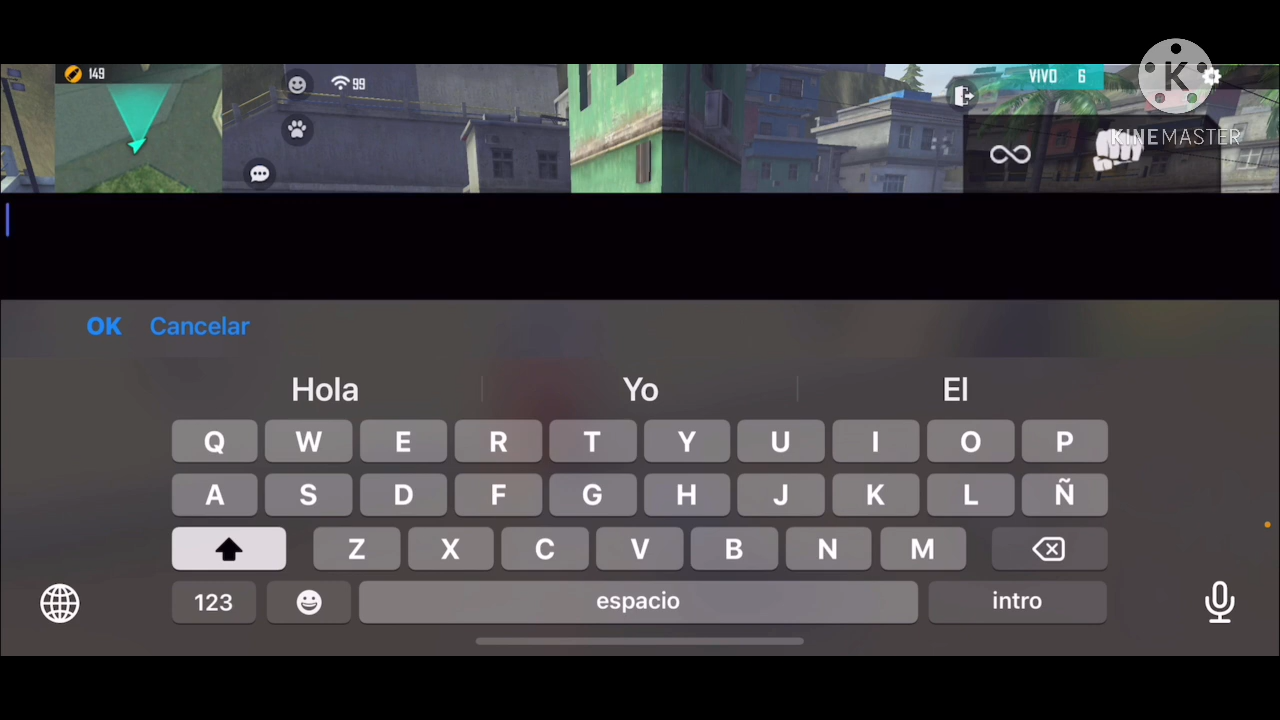 149
99
VIVO 6
K
KINEMASTER
OK Cancelar
Hola Yo El
Q W E R T Y U I O P
A S D F G H J K L Ñ
Z X C V B N M
123 espacio intro